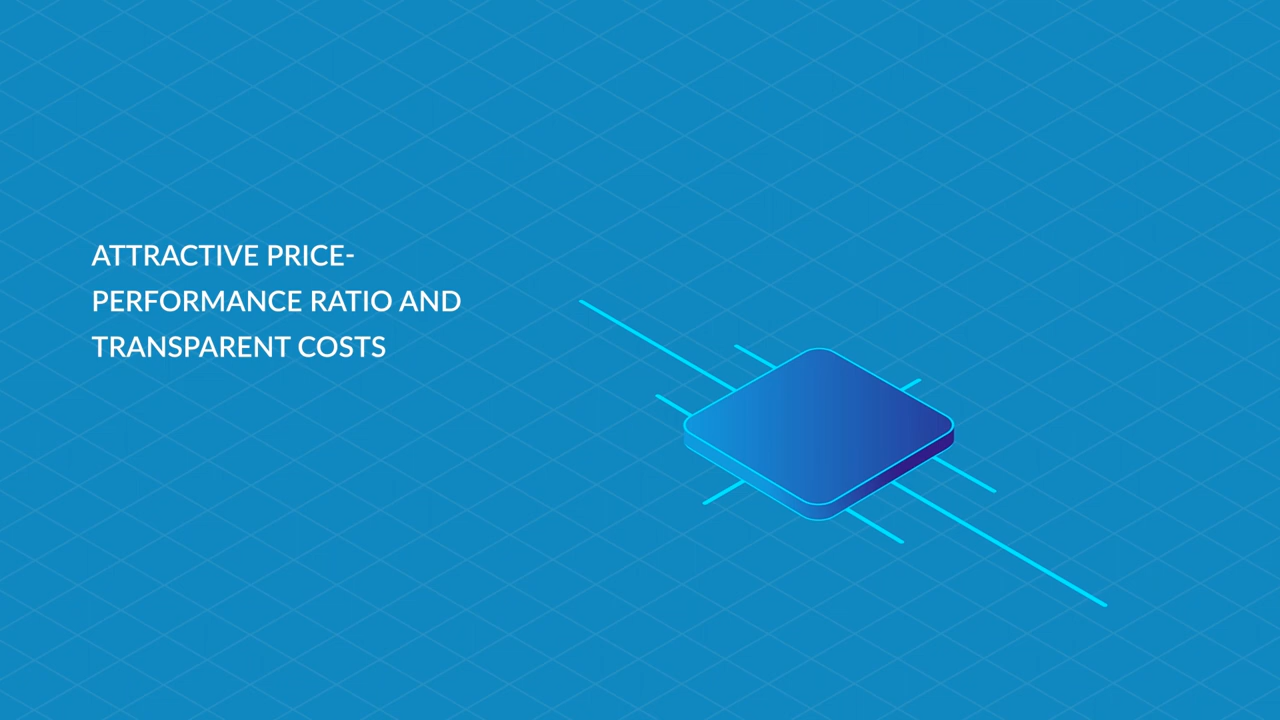 ATTRACTIVE PRICE-
PERFORMANCE RATIO AND
TRANSPARENT COSTS